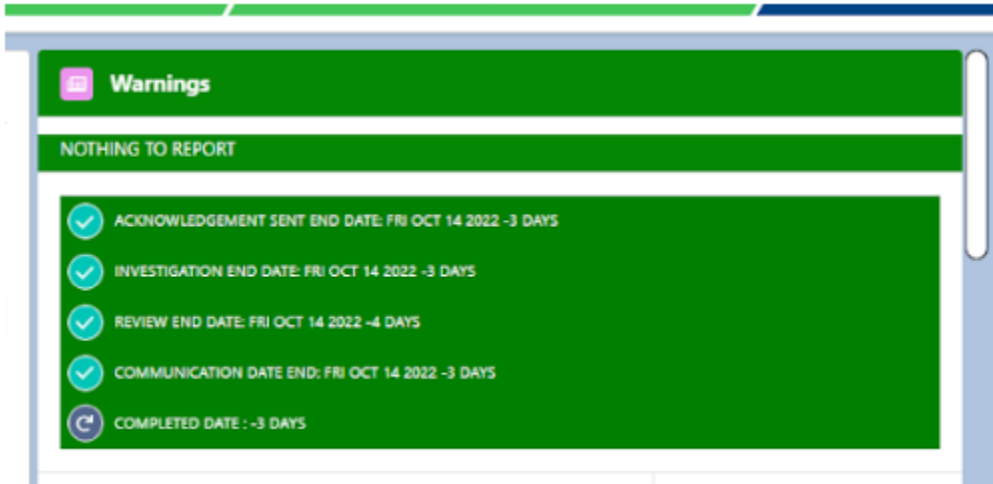 Warnings
NOTHING TO REPORT
ACKNOWLEDGEMENT SENT END DATE: FRI OCT 14 2022 -3 DAYS
INVESTIGATION END DATE: FRI OCT 14 2022 -3 DAYS
REVIEW END DATE: FRI OCT 14 2022 -4 DAYS
COMMUNICATION DATE END: FRI OCT 14 2022 -3 DAYS
COMPLETED DATE : -3 DAYS